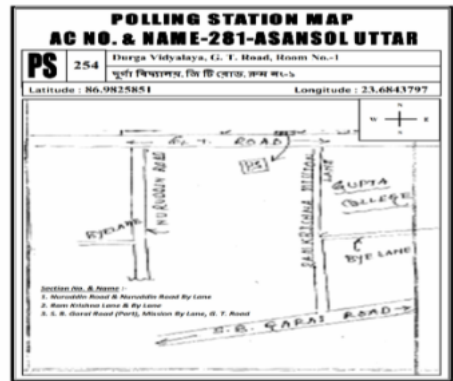 POLLING STATION MAP
AC NO. & NAME-281-ASANSOL UTTAR
PS 254 Durga Vidyalaya, G. T. Road, Room No.-1
দূর্গা বিদ্যালয়, জি টি রোড, রুম নং-১
Latitude : 86.9825851 Longitude : 23.6843797
N
W E
S
G. T. ROAD
PS
NURUDDIN ROAD
RAMKRISHNA MISSION LANE
GUPTA
COLLEGE
BYE LANE
BYE LANE
Section No. & Name :-
1. Nuruddin Road & Nuruddin Road By Lane
2. Ram Krishna Lane & By Lane
3. S. B. Gorai Road (Part), Mission By Lane, G. T. Road
S. B. GARAI ROAD